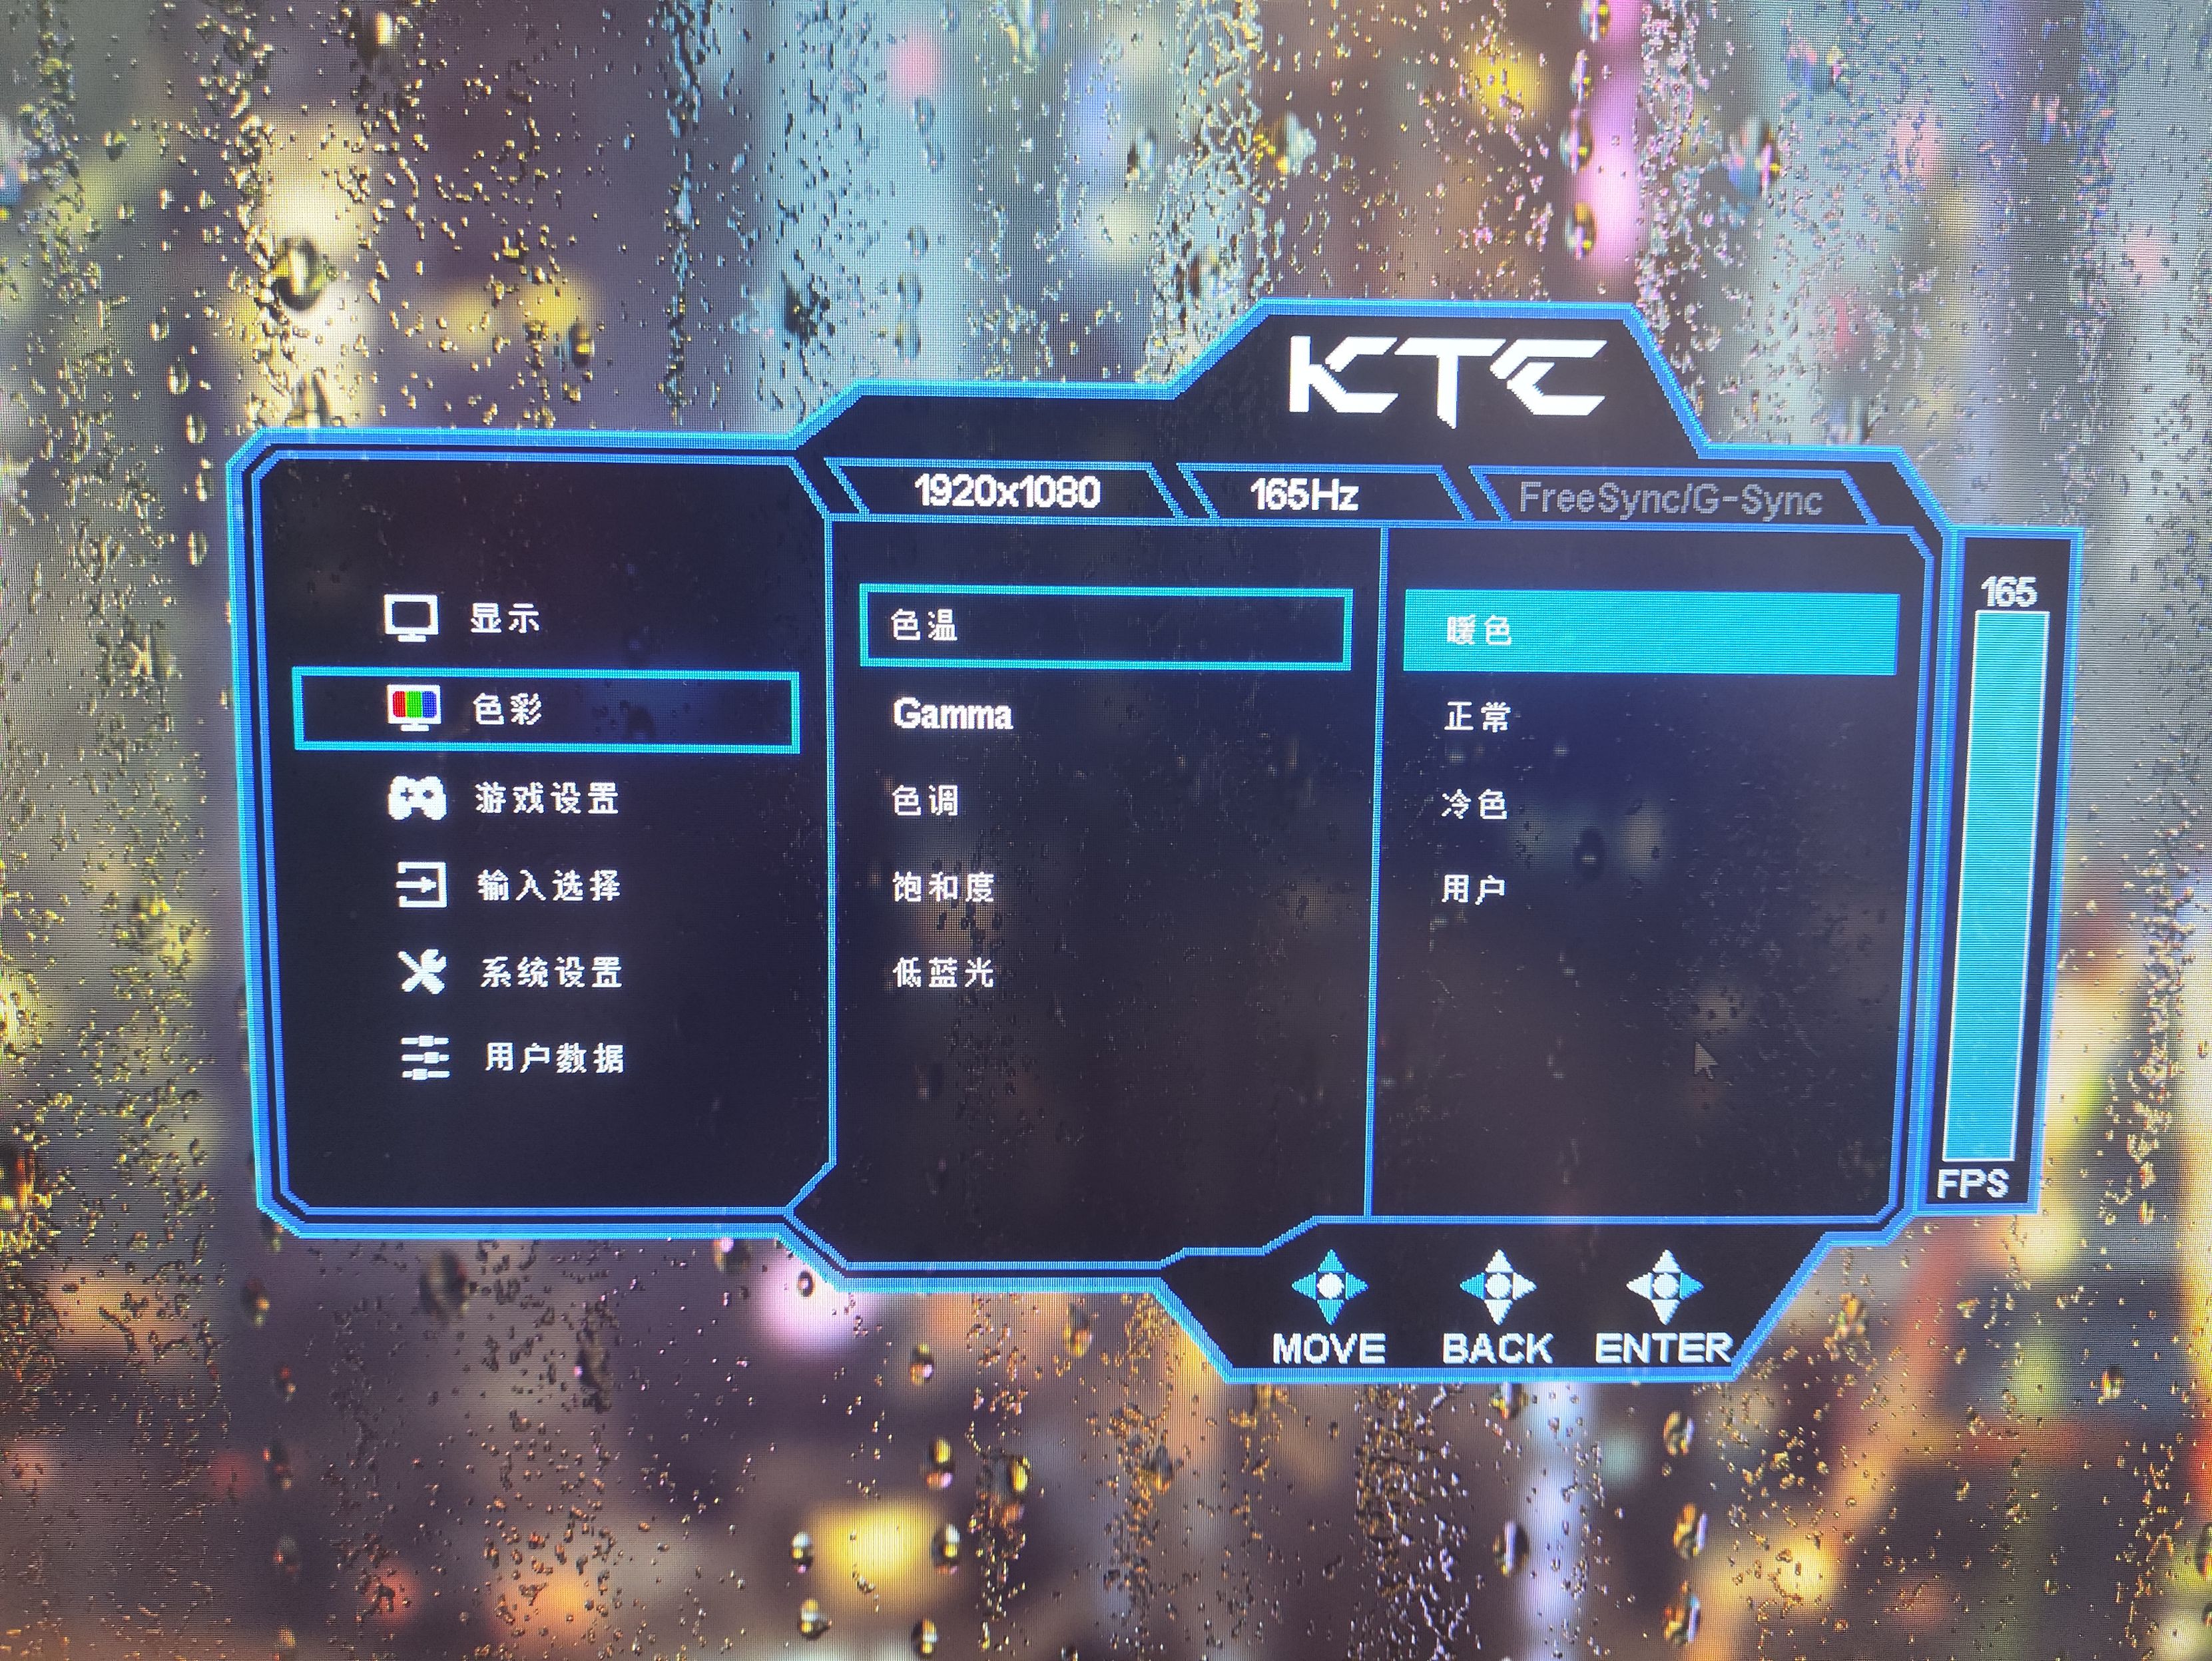 KTC
1920x1080
165Hz
FreeSync/G-Sync
显示
色彩
游戏设置
输入选择
系统设置
用户数据
色温
Gamma
色调
饱和度
低蓝光
暖色
正常
冷色
用户
165
FPS
MOVE
BACK
ENTER